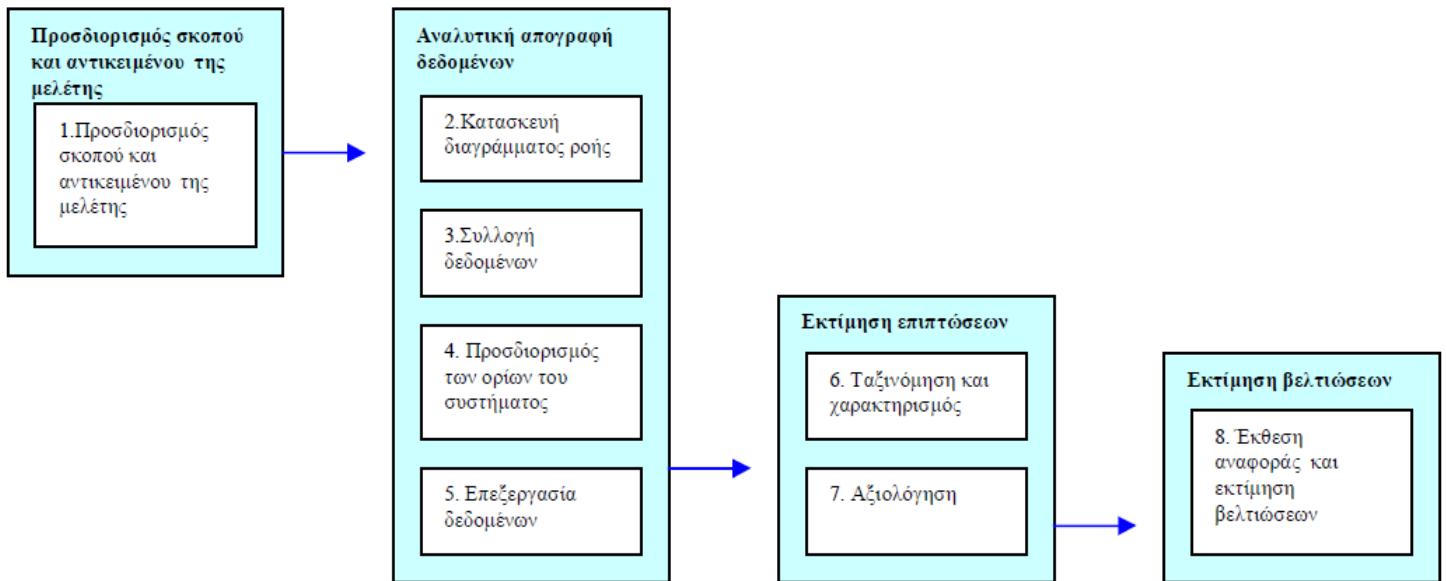 Προσδιορισμός σκοπού
και αντικειμένου της
μελέτης
1.Προσδιορισμός
σκοπού και
αντικειμένου της
μελέτης
Αναλυτική απογραφή
δεδομένων
2.Κατασκευή
διαγράμματος ροής
3.Συλλογή
δεδομένων
4. Προσδιορισμός
των ορίων του
συστήματος
5. Επεξεργασία
δεδομένων
Εκτίμηση επιπτώσεων
6. Ταξινόμηση και
χαρακτηρισμός
7. Αξιολόγηση
Εκτίμηση βελτιώσεων
8. Έκθεση
αναφοράς και
εκτίμηση
βελτιώσεων